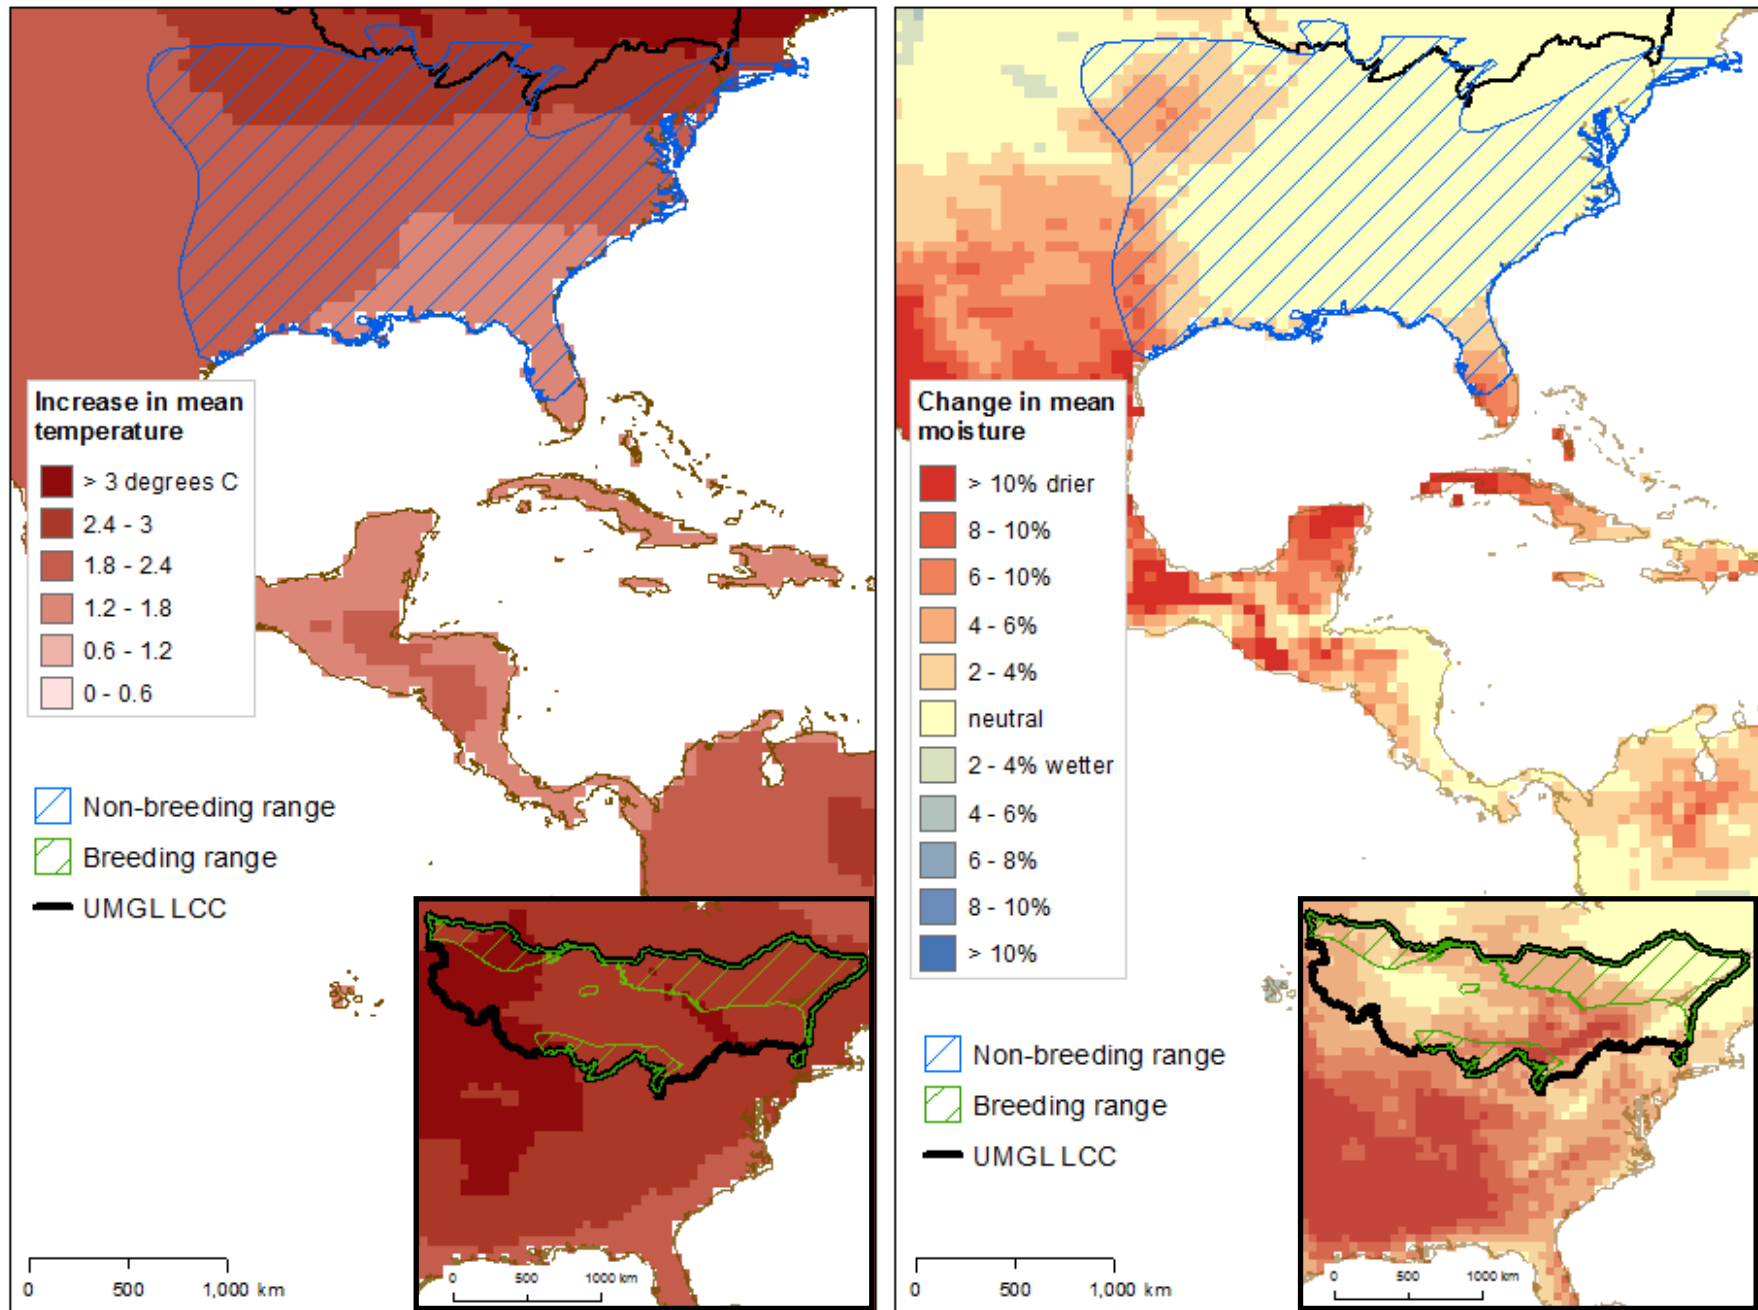 Increase in mean
temperature
> 3 degrees C
2.4 - 3
1.8 - 2.4
1.2 - 1.8
0.6 - 1.2
0 - 0.6
Non-breeding range
Breeding range
UMGL LCC
0 500 1,000 km
0 500 1000 km
Change in mean
moisture
> 10% drier
8 - 10%
6 - 10%
4 - 6%
2 - 4%
neutral
2 - 4% wetter
4 - 6%
6 - 8%
8 - 10%
> 10%
Non-breeding range
Breeding range
UMGL LCC
0 500 1,000 km
0 500 1000 km